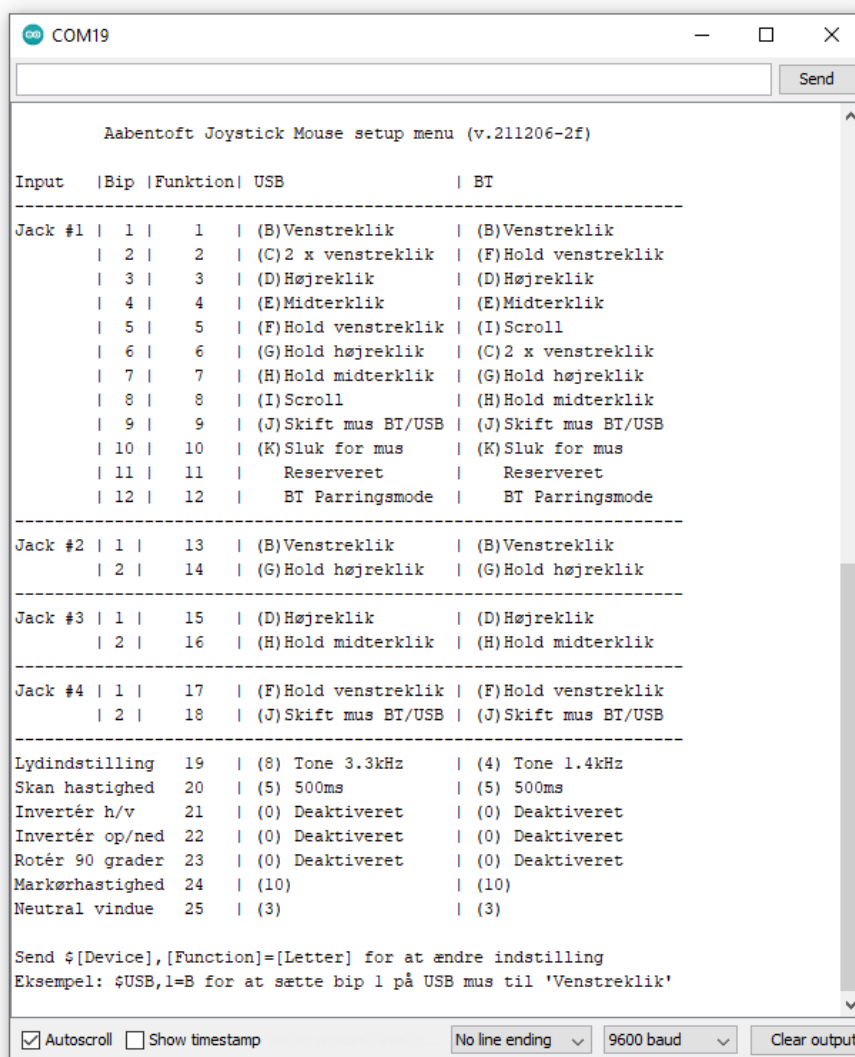 COM19
Send
Aabentoft Joystick Mouse setup menu (v.211206-2f)
Input |Bip |Funktion| USB | BT
--------------------------------------------------------------------------
Jack #1 | 1 | 1 | (B)Venstreklik | (B)Venstreklik
| 2 | 2 | (C)2 x venstreklik | (F)Hold venstreklik
| 3 | 3 | (D)Højreklik | (D)Højreklik
| 4 | 4 | (E)Midterklik | (E)Midterklik
| 5 | 5 | (F)Hold venstreklik | (I)Scroll
| 6 | 6 | (G)Hold højreklik | (C)2 x venstreklik
| 7 | 7 | (H)Hold midterklik | (G)Hold højreklik
| 8 | 8 | (I)Scroll | (H)Hold midterklik
| 9 | 9 | (J)Skift mus BT/USB | (J)Skift mus BT/USB
| 10 | 10 | (K)Sluk for mus | (K)Sluk for mus
| 11 | 11 | Reserveret | Reserveret
| 12 | 12 | BT Parringsmode | BT Parringsmode
--------------------------------------------------------------------------
Jack #2 | 1 | 13 | (B)Venstreklik | (B)Venstreklik
| 2 | 14 | (G)Hold højreklik | (G)Hold højreklik
--------------------------------------------------------------------------
Jack #3 | 1 | 15 | (D)Højreklik | (D)Højreklik
| 2 | 16 | (H)Hold midterklik | (H)Hold midterklik
--------------------------------------------------------------------------
Jack #4 | 1 | 17 | (F)Hold venstreklik | (F)Hold venstreklik
| 2 | 18 | (J)Skift mus BT/USB | (J)Skift mus BT/USB
--------------------------------------------------------------------------
Lydindstilling 19 | (8) Tone 3.3kHz | (4) Tone 1.4kHz
Skan hastighed 20 | (5) 500ms | (5) 500ms
Invertér h/v 21 | (0) Deaktiveret | (0) Deaktiveret
Invertér op/ned 22 | (0) Deaktiveret | (0) Deaktiveret
Rotér 90 grader 23 | (0) Deaktiveret | (0) Deaktiveret
Markørhastighed 24 | (10) | (10)
Neutral vindue 25 | (3) | (3)
Send $[Device],[Function]=[Letter] for at ændre indstilling
Eksempel: $USB,1=B for at sætte bip 1 på USB mus til 'Venstreklik'
Autoscroll Show timestamp No line ending 9600 baud Clear output